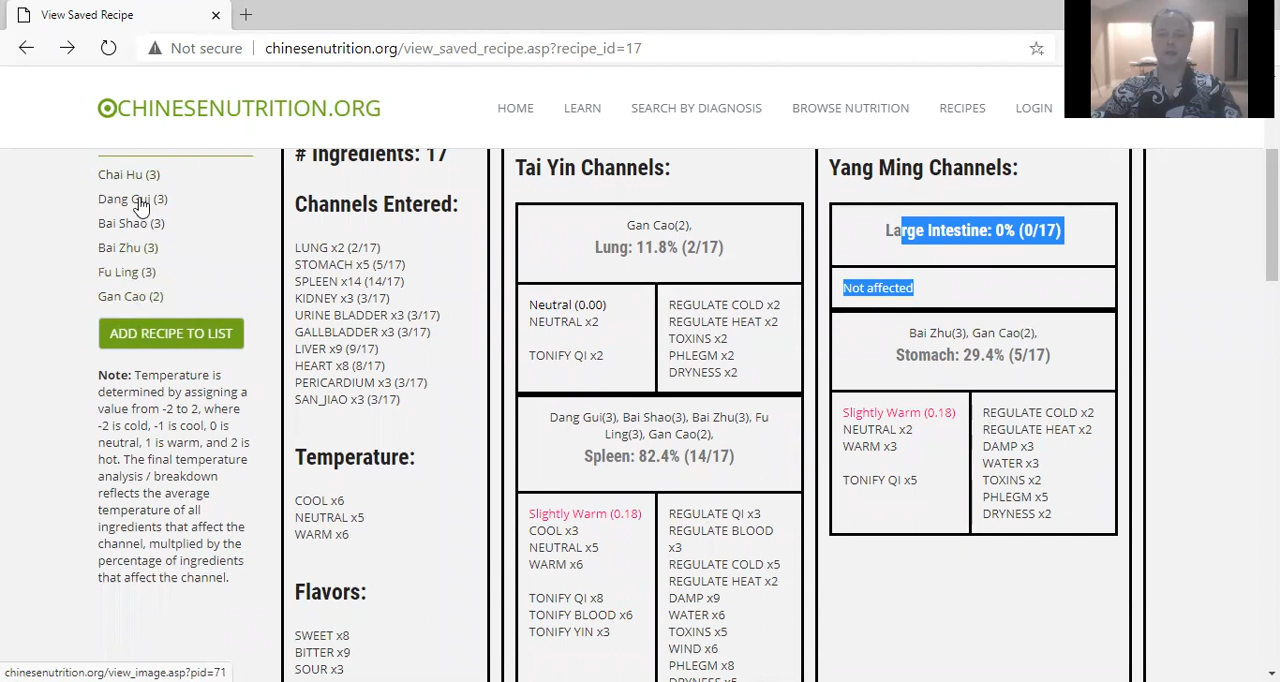 View Saved Recipe
Not secure
chinesenutrition.org/view_saved_recipe.asp?recipe_id=17
CHINESENUTRITION.ORG
HOME
LEARN
SEARCH BY DIAGNOSIS
BROWSE NUTRITION
RECIPES
LOGIN
Chai Hu (3)
Dang Gui (3)
Bai Shao (3)
Bai Zhu (3)
Fu Ling (3)
Gan Cao (2)
ADD RECIPE TO LIST
Note: Temperature is
determined by assigning a
value from -2 to 2, where
-2 is cold, -1 is cool, 0 is
neutral, 1 is warm, and 2 is
hot. The final temperature
analysis / breakdown
reflects the average
temperature of all
ingredients that affect the
channel, multplied by the
percentage of ingredients
that affect the channel.
# Ingredients: 17
Channels Entered:
LUNG x2 (2/17)
STOMACH x5 (5/17)
SPLEEN x14 (14/17)
KIDNEY x3 (3/17)
URINE BLADDER x3 (3/17)
GALLBLADDER x3 (3/17)
LIVER x9 (9/17)
HEART x8 (8/17)
PERICARDIUM x3 (3/17)
SAN_JIAO x3 (3/17)
Temperature:
COOL x6
NEUTRAL x5
WARM x6
Flavors:
SWEET x8
BITTER x9
SOUR x3
Tai Yin Channels:
Gan Cao(2),
Lung: 11.8% (2/17)
Neutral (0.00)
NEUTRAL x2
TONIFY QI x2
REGULATE COLD x2
REGULATE HEAT x2
TOXINS x2
PHLEGM x2
DRYNESS x2
Dang Gui(3), Bai Shao(3), Bai Zhu(3), Fu
Ling(3), Gan Cao(2),
Spleen: 82.4% (14/17)
Slightly Warm (0.18)
COOL x3
NEUTRAL x5
WARM x6
TONIFY QI x8
TONIFY BLOOD x6
TONIFY YIN x3
REGULATE QI x3
REGULATE BLOOD
x3
REGULATE COLD x5
REGULATE HEAT x2
DAMP x9
WATER x6
TOXINS x5
WIND x6
PHLEGM x8
DRYNESS x5
Yang Ming Channels:
Large Intestine: 0% (0/17)
Not affected
Bai Zhu(3), Gan Cao(2),
Stomach: 29.4% (5/17)
Slightly Warm (0.18)
NEUTRAL x2
WARM x3
TONIFY QI x5
REGULATE COLD x2
REGULATE HEAT x2
DAMP x3
WATER x3
TOXINS x2
PHLEGM x5
DRYNESS x2
chinesenutrition.org/view_image.asp?pid=71